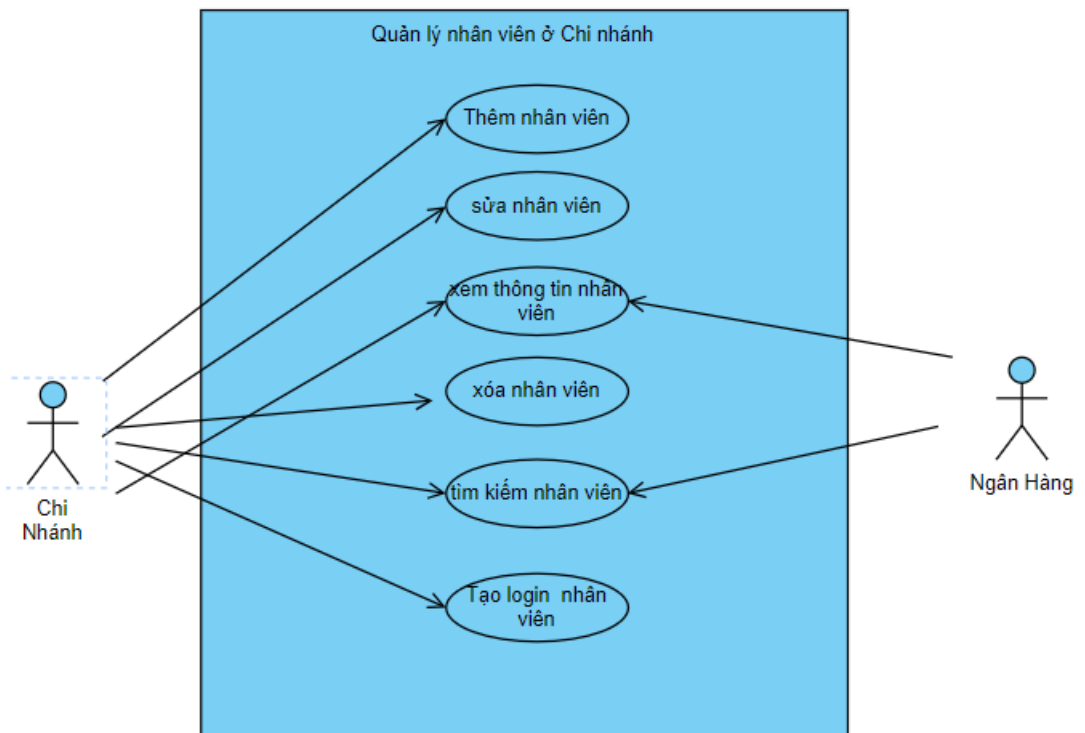 Quản lý nhân viên ở Chi nhánh
Thêm nhân viên
sửa nhân viên
xem thông tin nhân
viên
xóa nhân viên
tìm kiếm nhân viên
Tạo login nhân
viên
Chi
Nhánh
Ngân Hàng